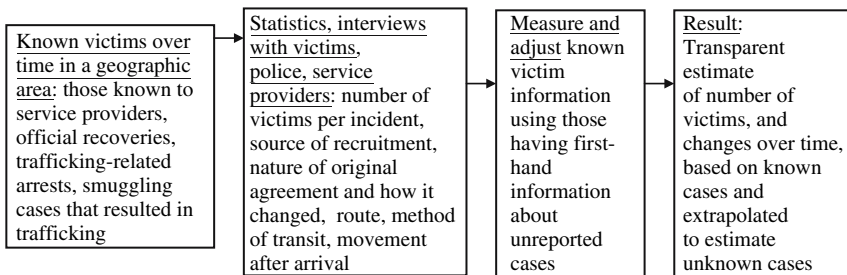 Known victims over
time in a geographic
area: those known to
service providers,
official recoveries,
trafficking-related
arrests, smuggling
cases that resulted in
trafficking
Statistics, interviews
with victims,
police, service
providers: number of
victims per incident,
source of recruitment,
nature of original
agreement and how it
changed, route, method
of transit, movement
after arrival
Measure and
adjust known
victim
information
using those
having first-
hand
information
about
unreported
cases
Result:
Transparent
estimate
of number of
victims, and
changes over time,
based on known
cases and
extrapolated
to estimate
unknown cases